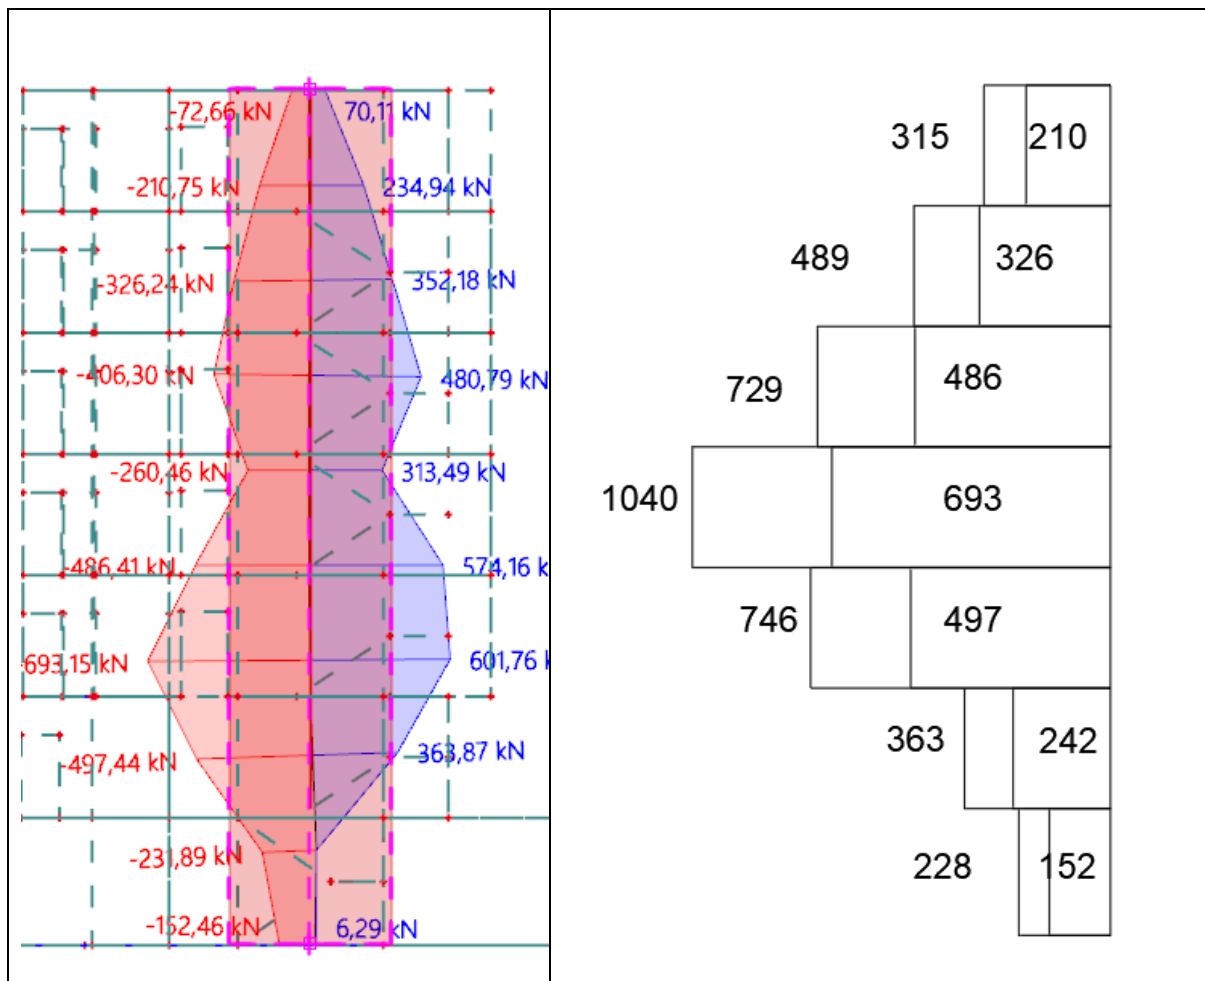 -72,66 kN 70,11 kN
-210,75 kN 234,94 kN
-326,24 kN 352,18 kN
-406,30 kN 480,79 kN
-260,46 kN 313,49 kN
-486,41 kN 574,16 k
693,15 kN 601,76 k
-497,44 kN 363,87 kN
-231,89 kN
-152,46 kN 6,29 kN
315 210
489 326
729 486
1040 693
746 497
363 242
228 152